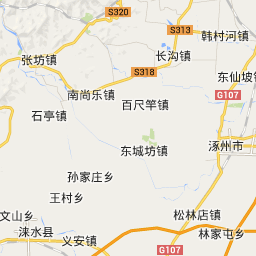 S320
S313
韩村河镇
张坊镇
长沟镇
S318
东仙坡镇
南尚乐镇
百尺竿镇
G107
石亭镇
东城坊镇
涿州市
G107
孙家庄乡
王村乡
文山乡
松林店镇
涞水县
义安镇
林家屯乡
G107